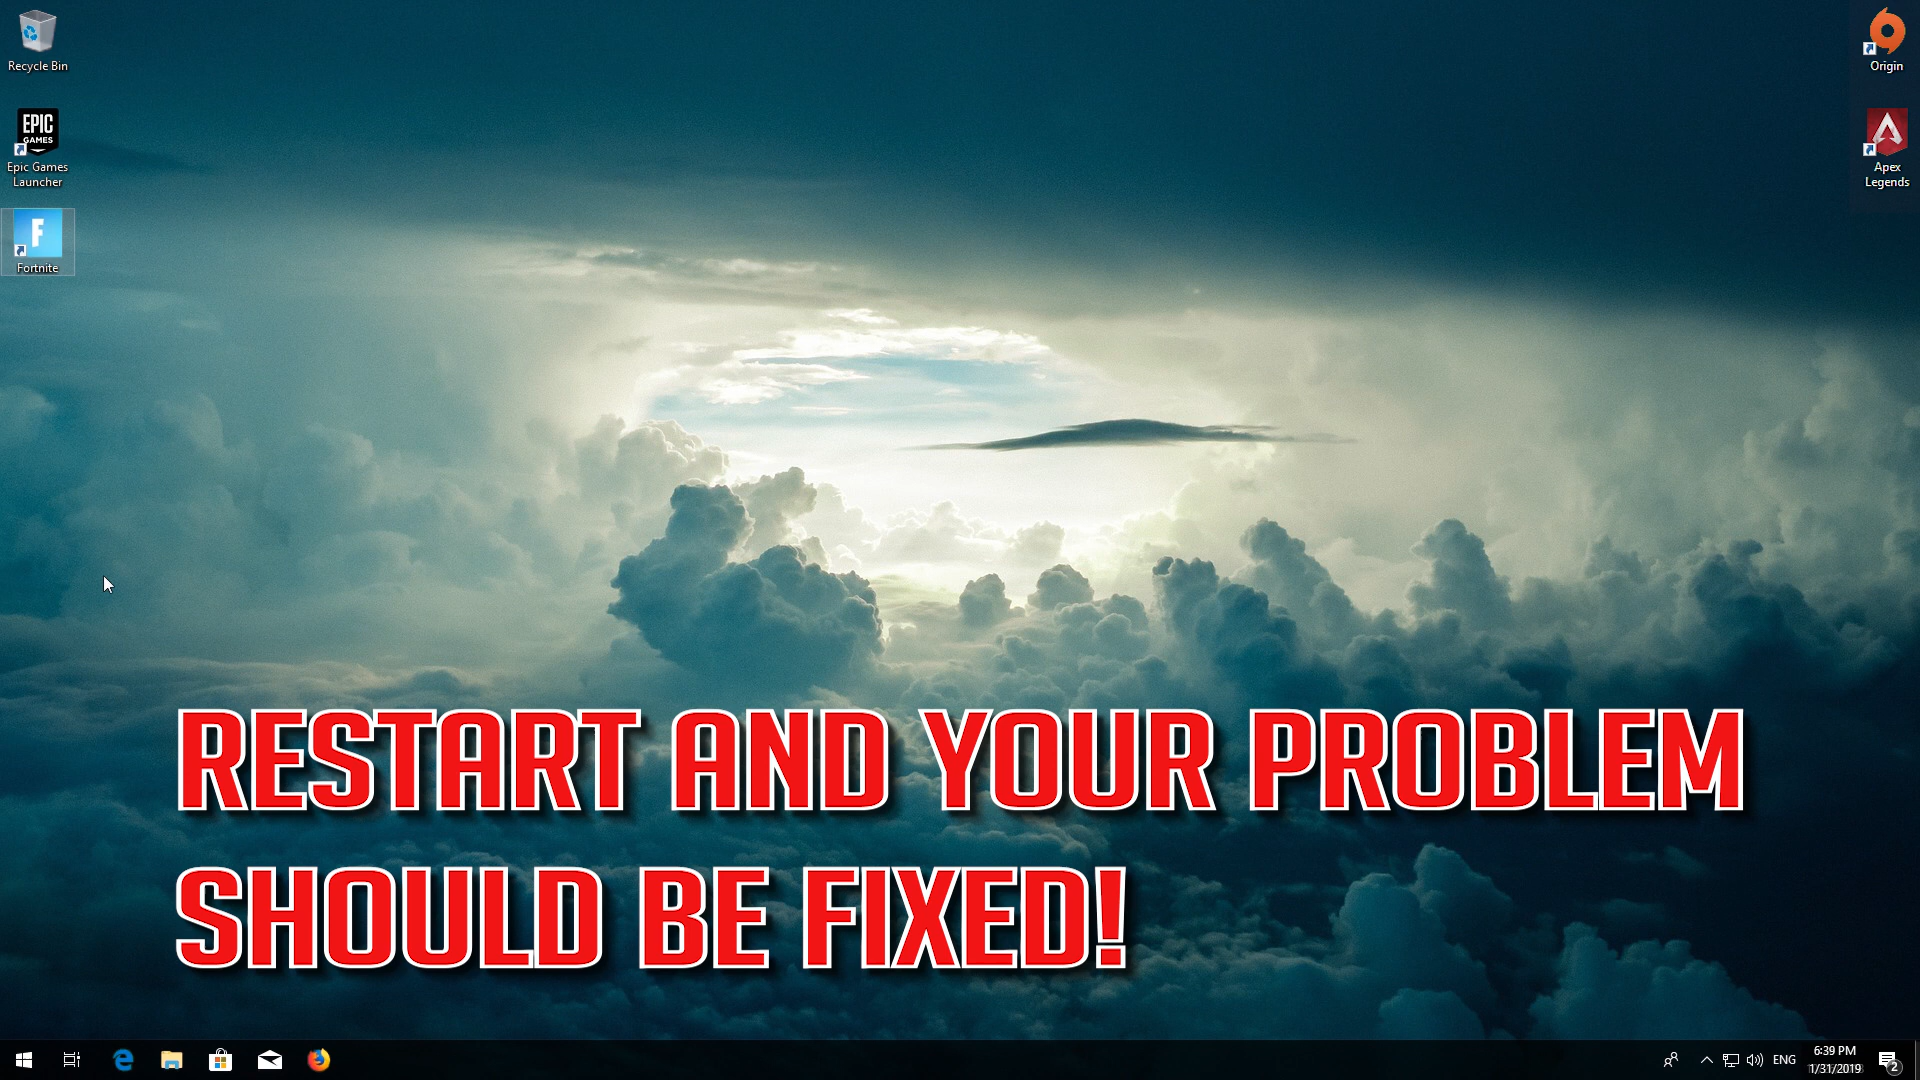 Recycle Bin
EPIC
GAMES
Epic Games
Launcher
F
Fortnite
Origin
Apex
Legends
RESTART AND YOUR PROBLEM
SHOULD BE FIXED!
ENG
6:39 PM
1/31/2019
2